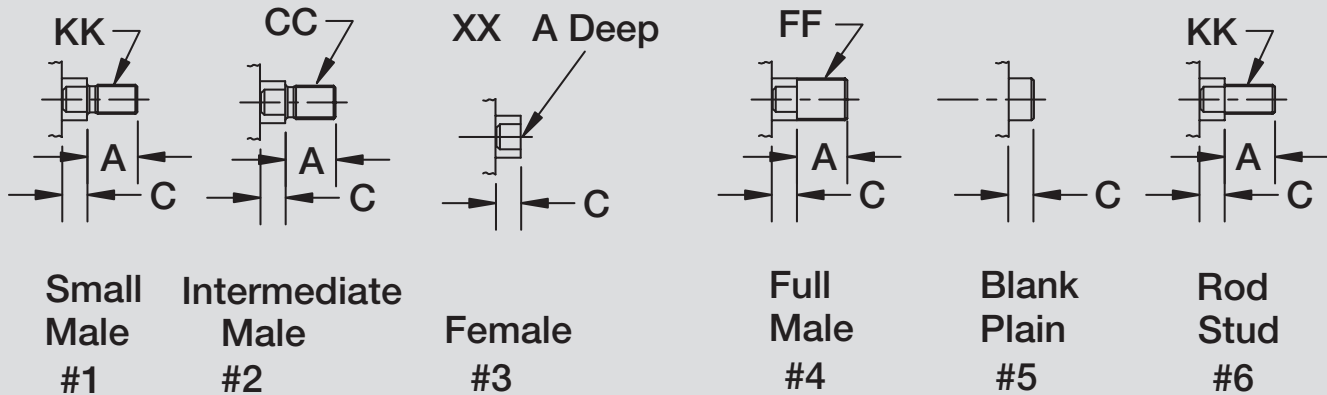 KK
A
C
Small
Male
#1
CC
A
C
Intermediate
Male
#2
XX A Deep
C
Female
#3
FF
A
C
Full
Male
#4
C
Blank
Plain
#5
KK
A
C
Rod
Stud
#6